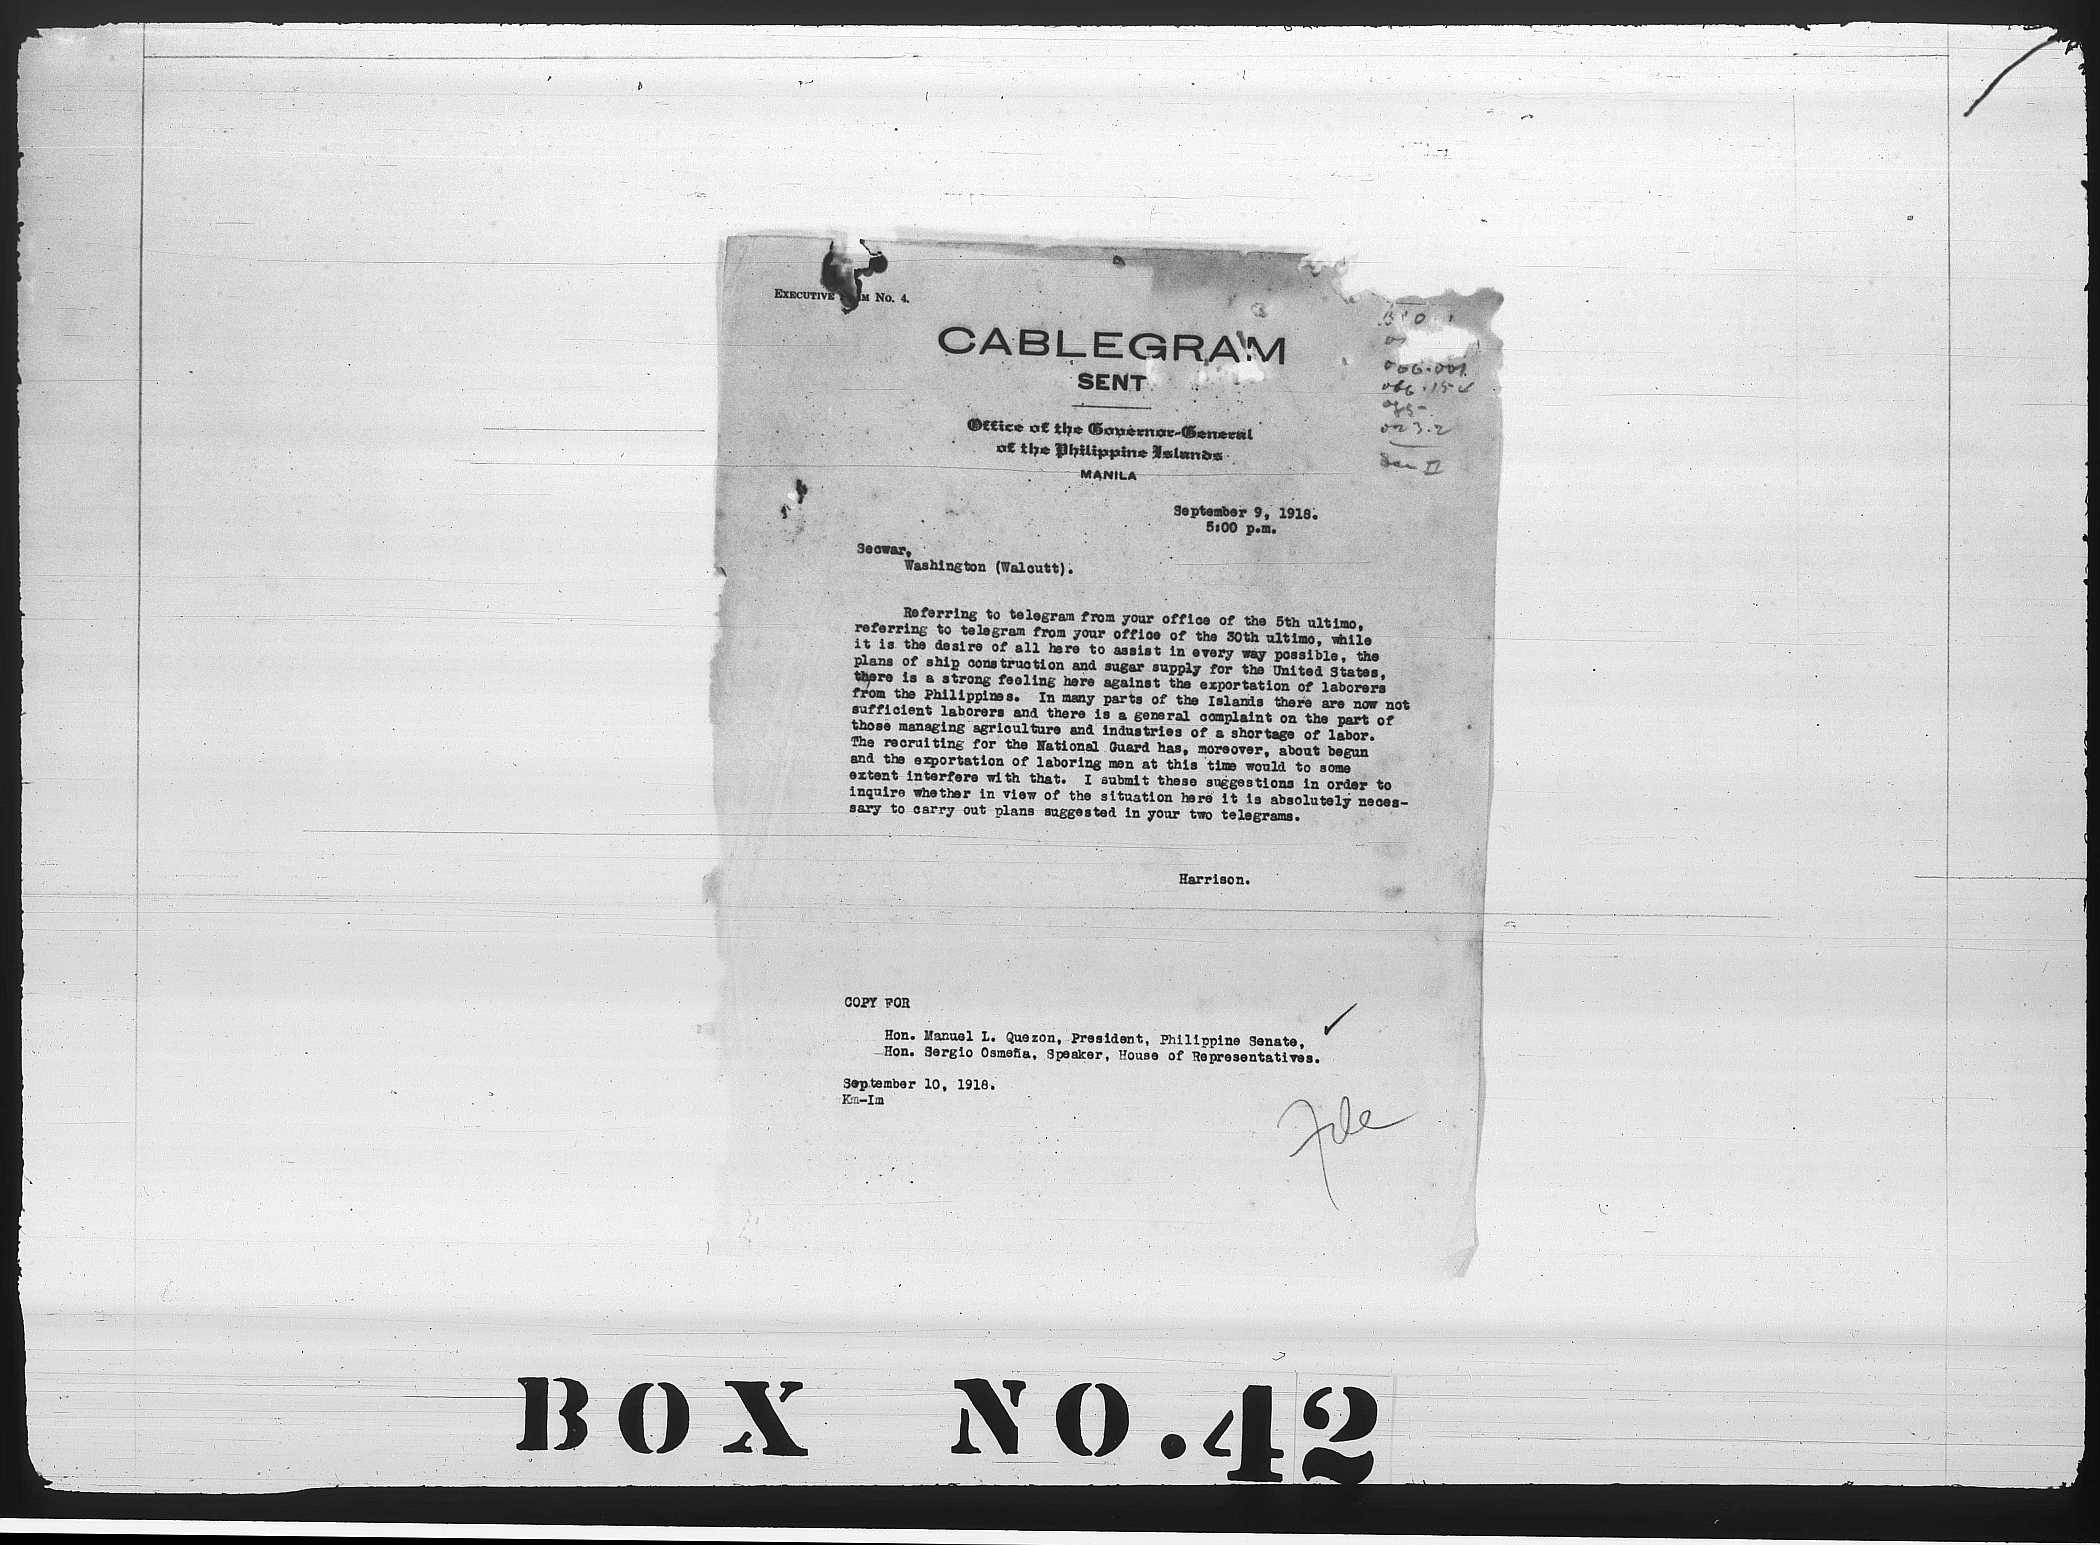 EXECUTIVE No. 4.
CABLEGRAM
SENT
Office of the Governor-General
of the Philippine Islands
MANILA
006.001
023.2
September 9, 1918.
5:00 p.m.
Secwar,
Washington (Walcutt).
Referring to telegram from your office of the 5th ultimo,
referring to telegram from your office of the 30th ultimo, while
it is the desire of all here to assist in every way possible, the
plans of ship construction and sugar supply for the United States,
there is a strong feeling here against the exportation of laborers
from the Philippines. In many parts of the Islands there are now not
sufficient laborers and there is a general complaint on the part of
those managing agriculture and industries of a shortage of labor.
The recruiting for the National Guard has, moreover, about begun
and the exportation of laboring men at this time would to some
extent interfere with that. I submit these suggestions in order to
inquire whether in view of the situation here it is absolutely neces-
sary to carry out plans suggested in your two telegrams.
Harrison.
COPY FOR
Hon. Manuel L. Quezon, President, Philippine Senate,
Hon. Sergio Osmeña, Speaker, House of Representatives.
September 10, 1918.
Km-Im
File
BOX NO.42